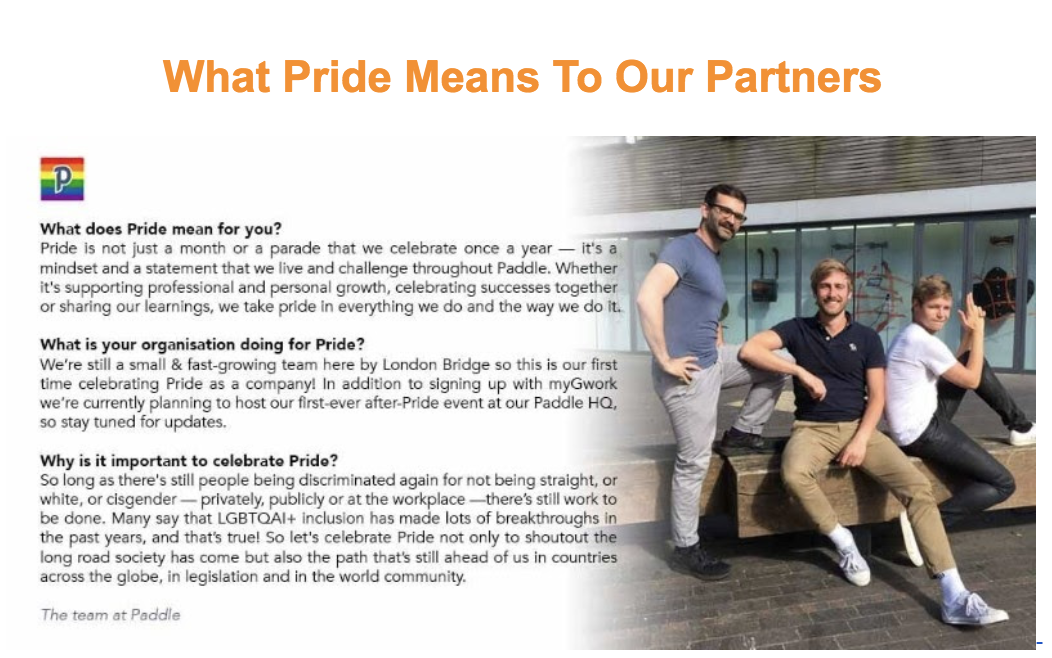 What Pride Means To Our Partners
P
What does Pride mean for you?
Pride is not just a month or a parade that we celebrate once a year — it's a
mindset and a statement that we live and challenge throughout Paddle. Whether
it's supporting professional and personal growth, celebrating successes together
or sharing our learnings, we take pride in everything we do and the way we do it.
What is your organisation doing for Pride?
We're still a small & fast-growing team here by London Bridge so this is our first
time celebrating Pride as a company! In addition to signing up with myGwork
we're currently planning to host our first-ever after-Pride event at our Paddle HQ,
so stay tuned for updates.
Why is it important to celebrate Pride?
So long as there's still people being discriminated again for not being straight, or
white, or cisgender — privately, publicly or at the workplace —there's still work to
be done. Many say that LGBTQAI+ inclusion has made lots of breakthroughs in
the past years, and that's true! So let's celebrate Pride not only to shoutout the
long road society has come but also the path that's still ahead of us in countries
across the globe, in legislation and in the world community.
The team at Paddle